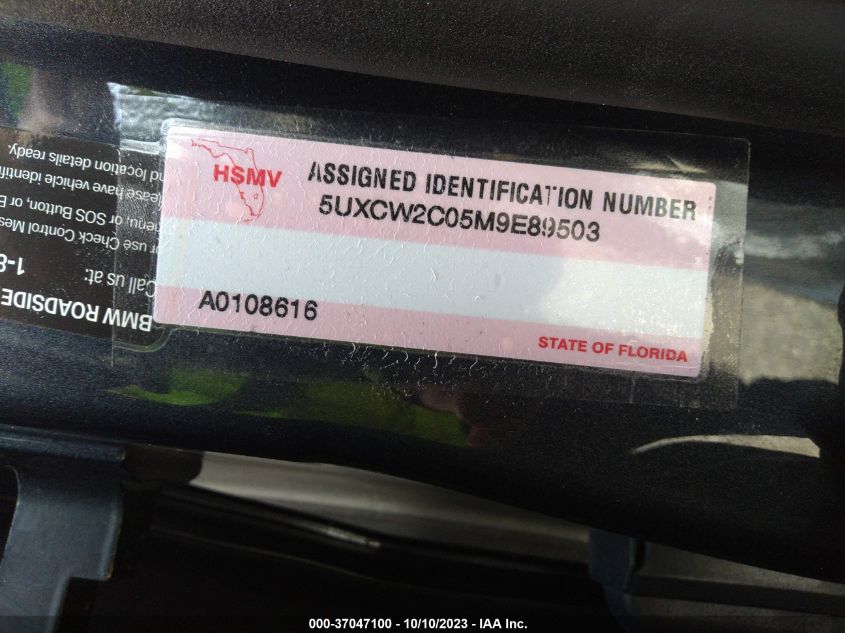 HSMV
ASSIGNED IDENTIFICATION NUMBER
5UXCW2C05M9E89503
A0108616
STATE OF FLORIDA
BMW ROADSIDE
Call us at:
1-8
or use Check Control Mes
menu, or SOS Button, or B
lease have vehicle identifi
nd location details ready.
000-37047100 - 10/10/2023 - IAA Inc.